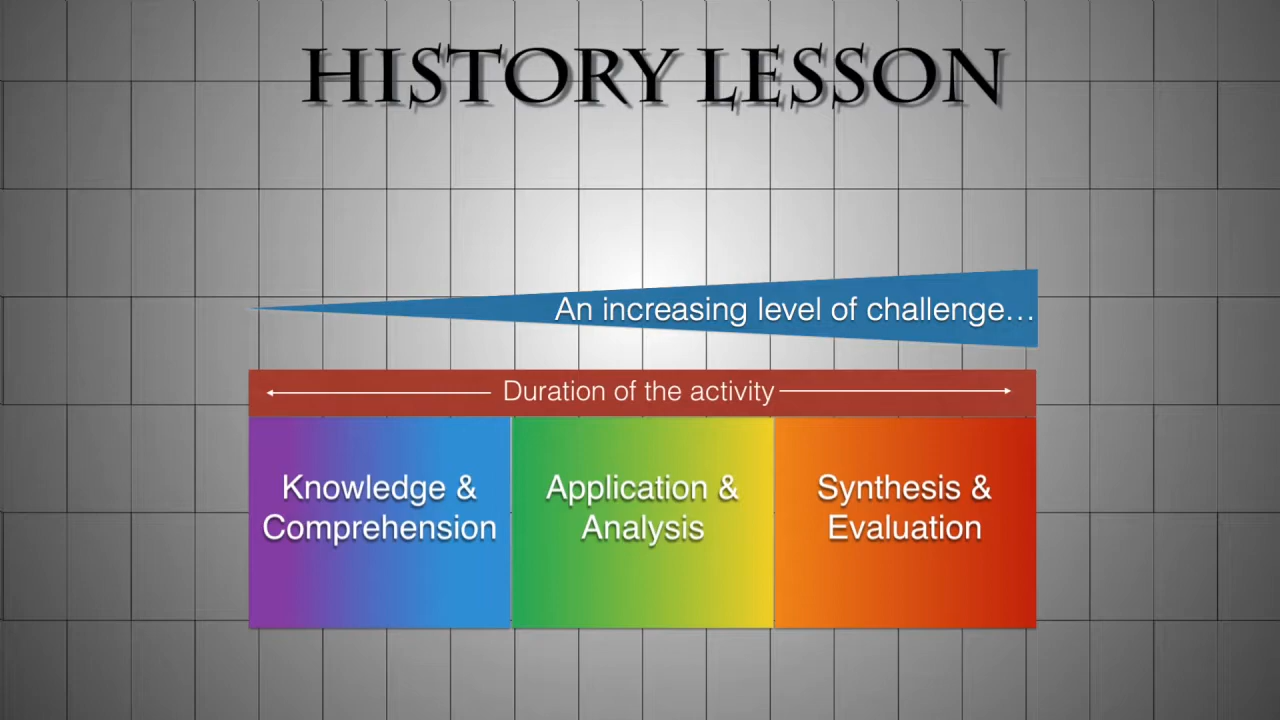 HISTORY LESSON
An increasing level of challenge…
Duration of the activity
Knowledge &
Comprehension
Application &
Analysis
Synthesis &
Evaluation